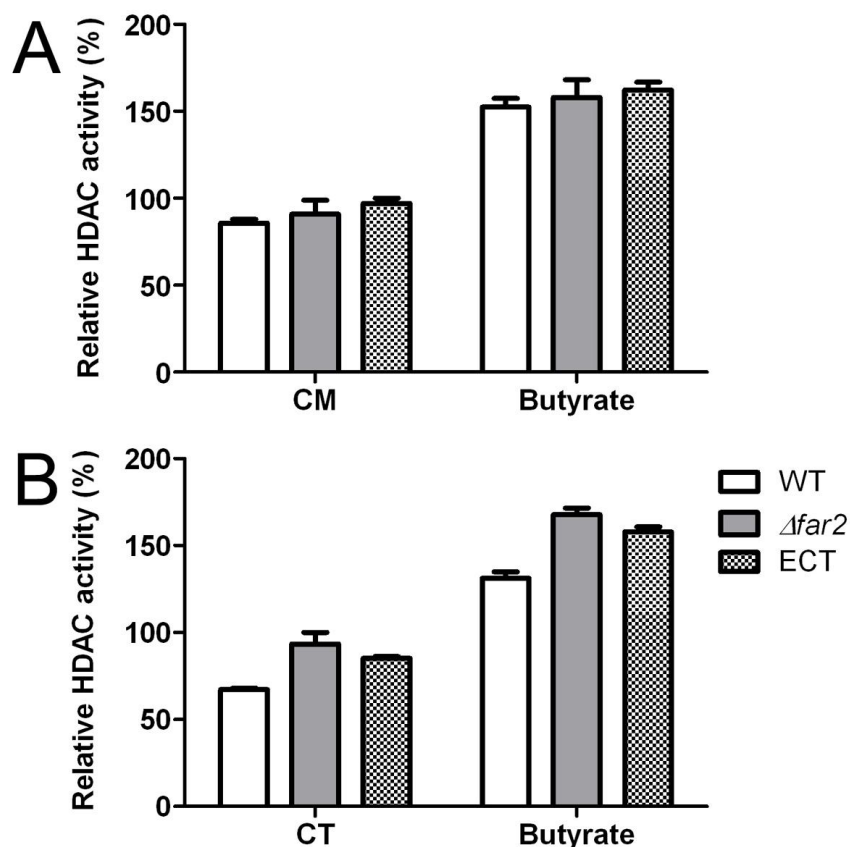 A
Relative HDAC activity (%)
200
150
100
50
0
CM Butyrate
B
Relative HDAC activity (%)
200
150
100
50
0
CT Butyrate
WT
Δfar2
ECT